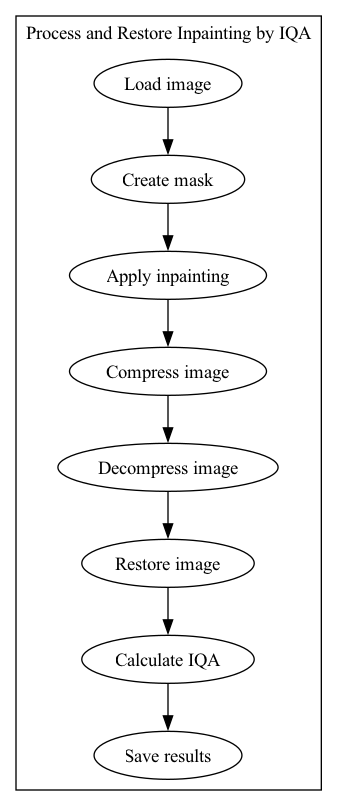 Process and Restore Inpainting by IQA
Load image
Create mask
Apply inpainting
Compress image
Decompress image
Restore image
Calculate IQA
Save results